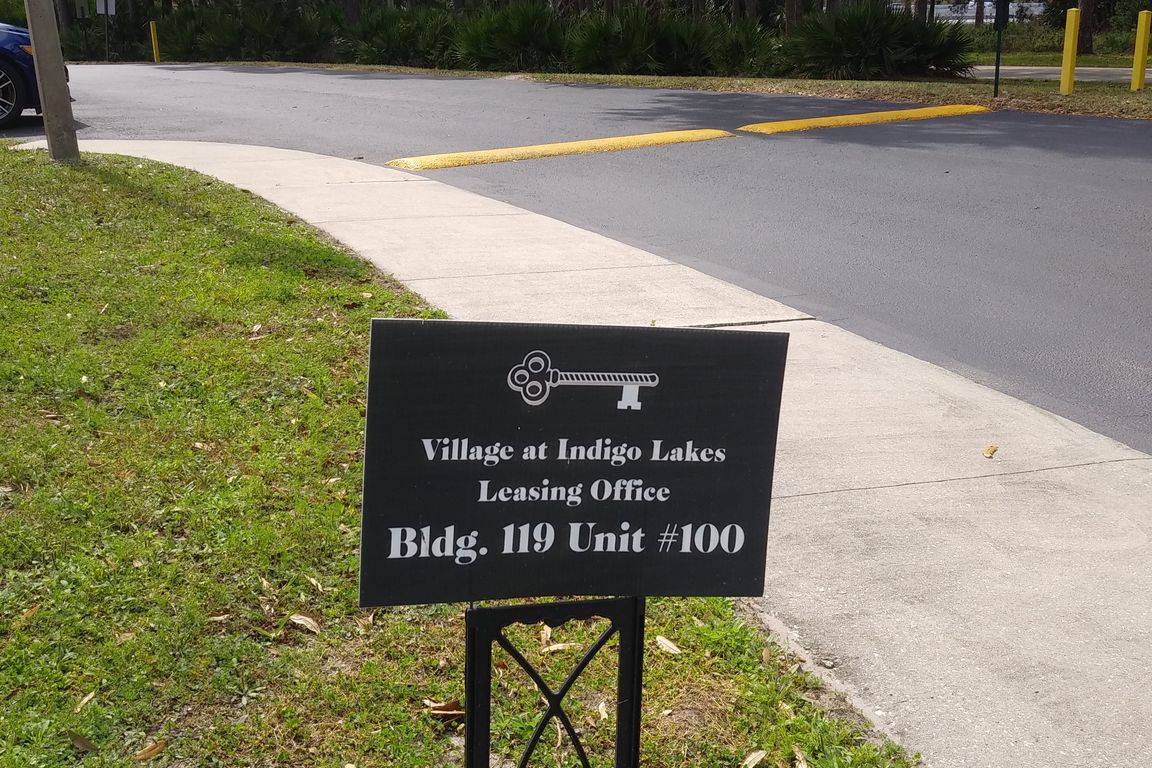 Village at Indigo Lakes
Leasing Office
Bldg. 119 Unit #100